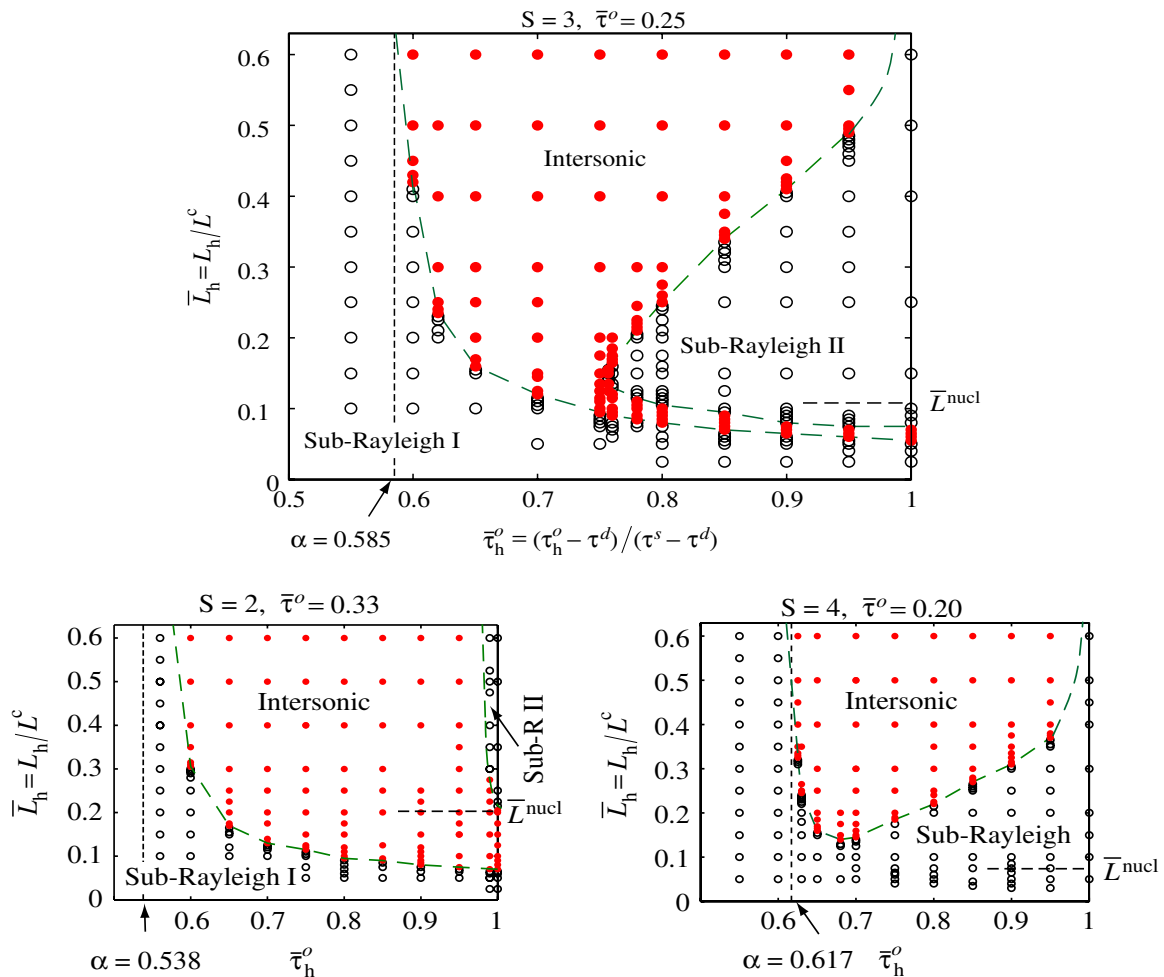 S = 3, τ̄ᵒ = 0.25
0.6
0.5
0.4
0.3
0.2
0.1
0
L̄ₕ = Lₕ/Lᶜ
Intersonic
Sub-Rayleigh II
L̄ⁿᵘᶜˡ
Sub-Rayleigh I
0.5 0.6 0.7 0.8 0.9 1
α = 0.585
τ̄ₕᵒ = (τₕᵒ – τᵈ)/(τˢ – τᵈ)
S = 2, τ̄ᵒ = 0.33
0.6
0.5
0.4
0.3
0.2
0.1
0
L̄ₕ = Lₕ/Lᶜ
Intersonic
Sub-R II
L̄ⁿᵘᶜˡ
Sub-Rayleigh I
0.6 0.7 0.8 0.9 1
α = 0.538
τ̄ₕᵒ
S = 4, τ̄ᵒ = 0.20
0.6
0.5
0.4
0.3
0.2
0.1
0
L̄ₕ = Lₕ/Lᶜ
Intersonic
Sub-Rayleigh
L̄ⁿᵘᶜˡ
0.6 0.7 0.8 0.9 1
α = 0.617
τ̄ₕᵒ